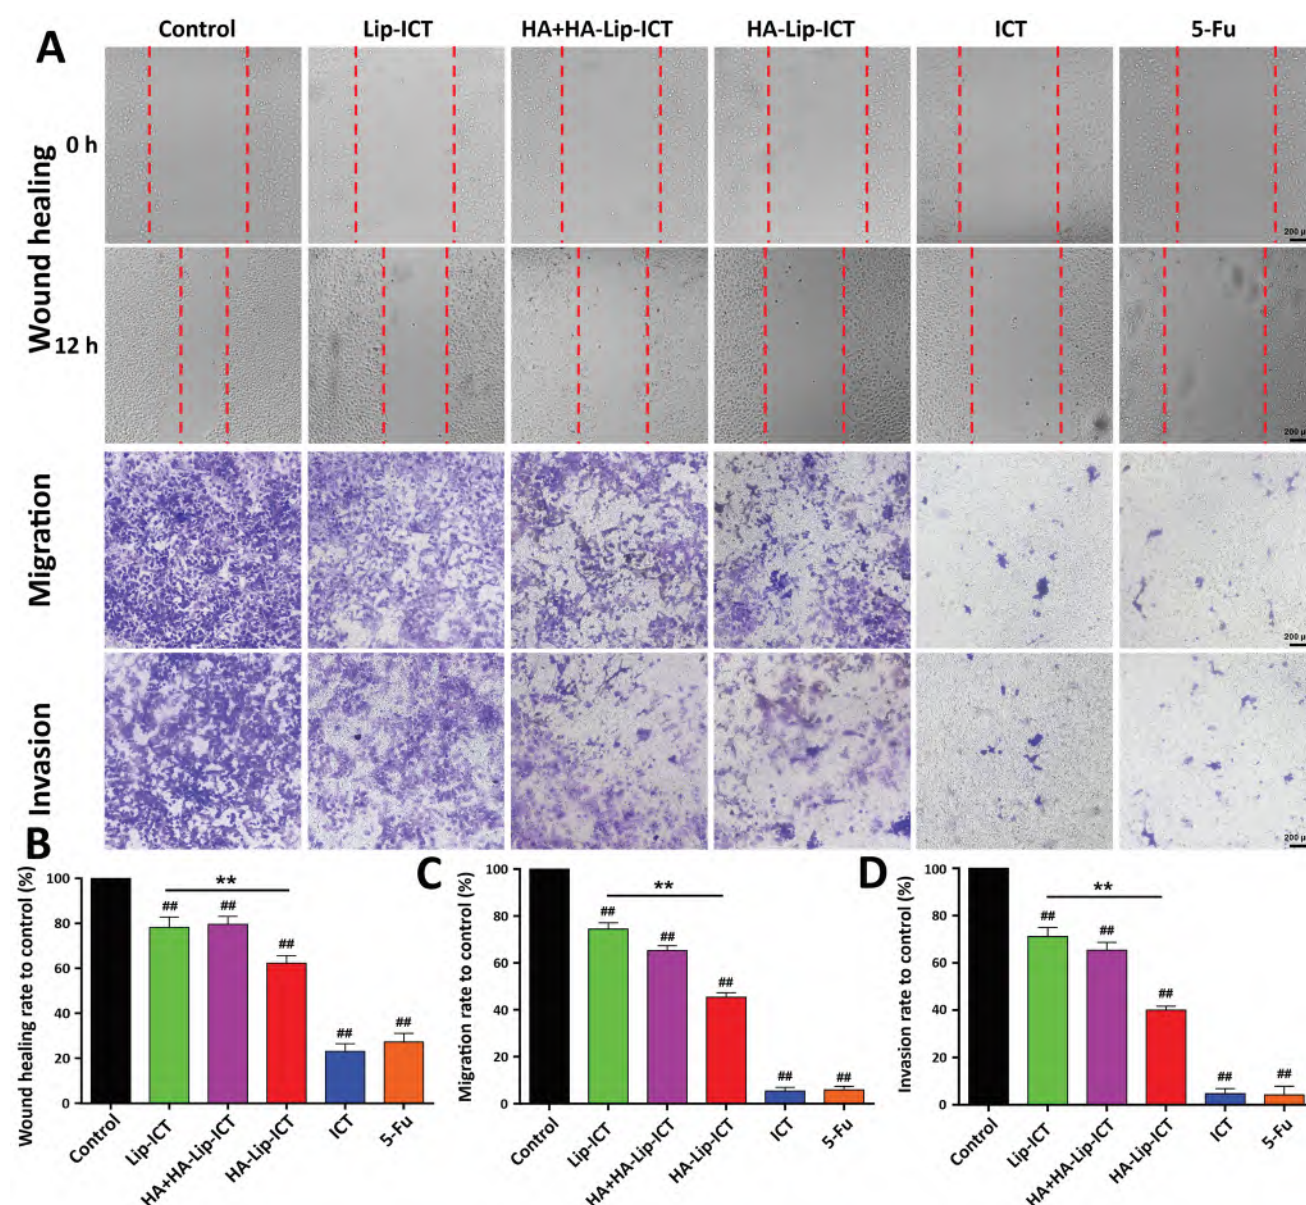 A
Control
Lip-ICT
HA+HA-Lip-ICT
HA-Lip-ICT
ICT
5-Fu
Wound healing
0 h
200 μ
12 h
200 μ
Migration
200 μ
Invasion
200 μ
B
Wound healing rate to control (%)
100
80
60
40
20
0
**
##
##
##
##
##
Control
Lip-ICT
HA+HA-Lip-ICT
HA-Lip-ICT
ICT
5-Fu
C
Migration rate to control (%)
100
80
60
40
20
0
**
##
##
##
##
##
Control
Lip-ICT
HA+HA-Lip-ICT
HA-Lip-ICT
ICT
5-Fu
D
Invasion rate to control (%)
100
80
60
40
20
0
**
##
##
##
##
##
Control
Lip-ICT
HA+HA-Lip-ICT
HA-Lip-ICT
ICT
5-Fu